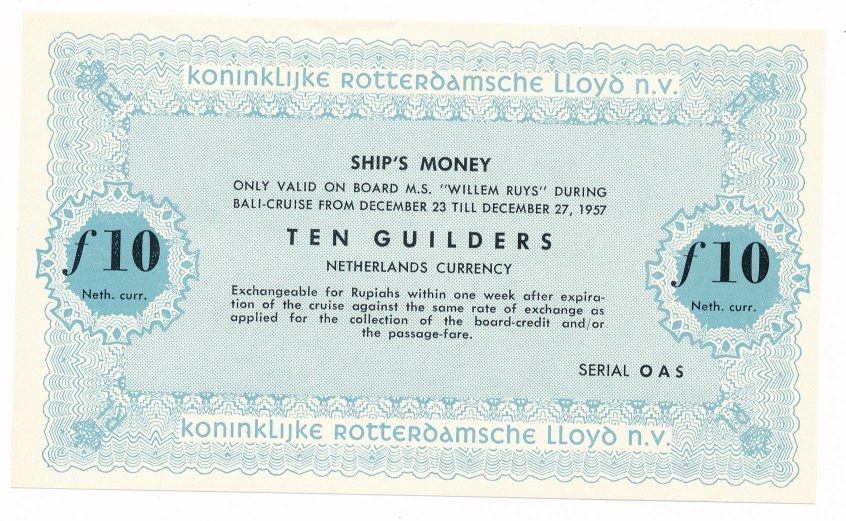 koninklijke rotterdamsche lloyd n.v.
SHIP'S MONEY
ONLY VALID ON BOARD M.S. "WILLEM RUYS" DURING
BALI-CRUISE FROM DECEMBER 23 TILL DECEMBER 27, 1957
TEN GUILDERS
NETHERLANDS CURRENCY
f 10
Neth. curr.
f 10
Neth. curr.
Exchangeable for Rupiahs within one week after expira-
tion of the cruise against the same rate of exchange as
applied for the collection of the board-credit and/or
the passage-fare.
SERIAL OAS
koninklijke rotterdamsche lloyd n.v.